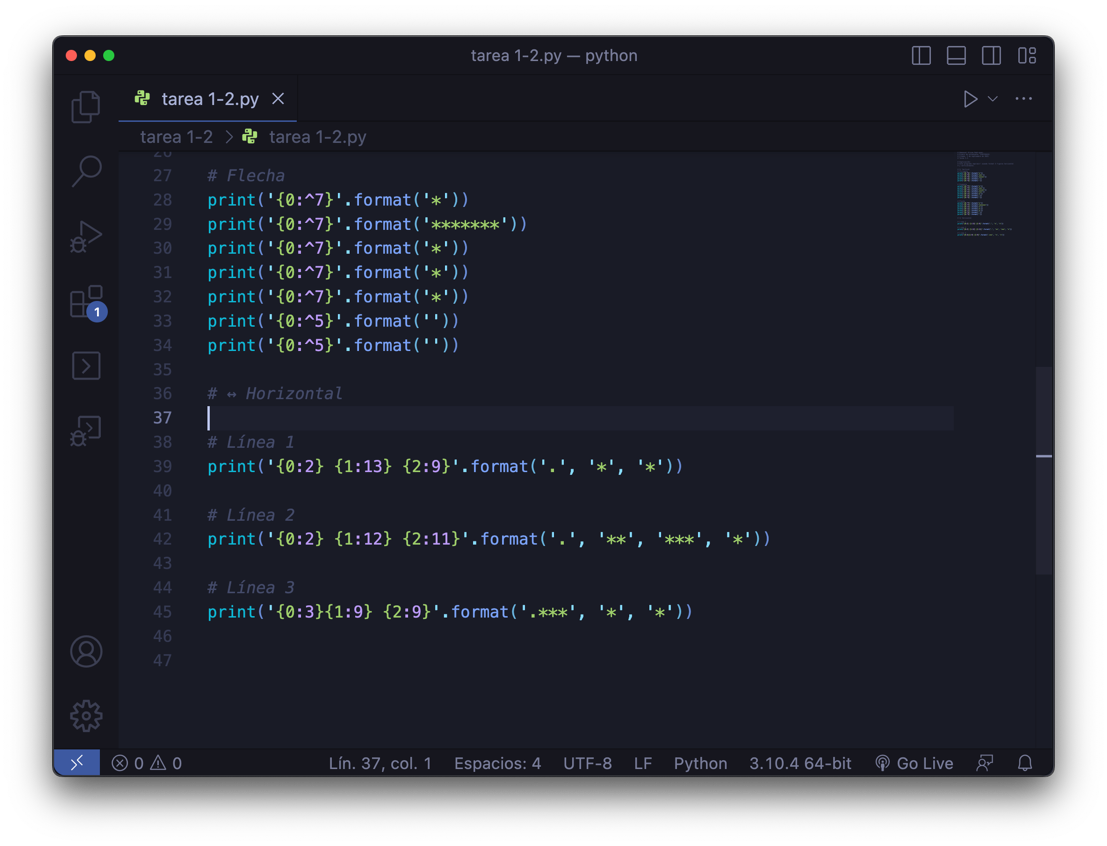 tarea 1-2.py — python
tarea 1-2.py
tarea 1-2 > tarea 1-2.py
26
27 # Flecha
28 print('{0:^7}'.format('*'))
29 print('{0:^7}'.format('*******'))
30 print('{0:^7}'.format('*'))
31 print('{0:^7}'.format('*'))
32 print('{0:^7}'.format('*'))
33 print('{0:^5}'.format(''))
34 print('{0:^5}'.format(''))
35
36 # ↔ Horizontal
37
38 # Línea 1
39 print('{0:2} {1:13} {2:9}'.format('.', '*', '*'))
40
41 # Línea 2
42 print('{0:2} {1:12} {2:11}'.format('.', '**', '***', '*'))
43
44 # Línea 3
45 print('{0:3}{1:9} {2:9}'.format('.***', '*', '*'))
46
47
1
0 0 Lín. 37, col. 1 Espacios: 4 UTF-8 LF Python 3.10.4 64-bit Go Live